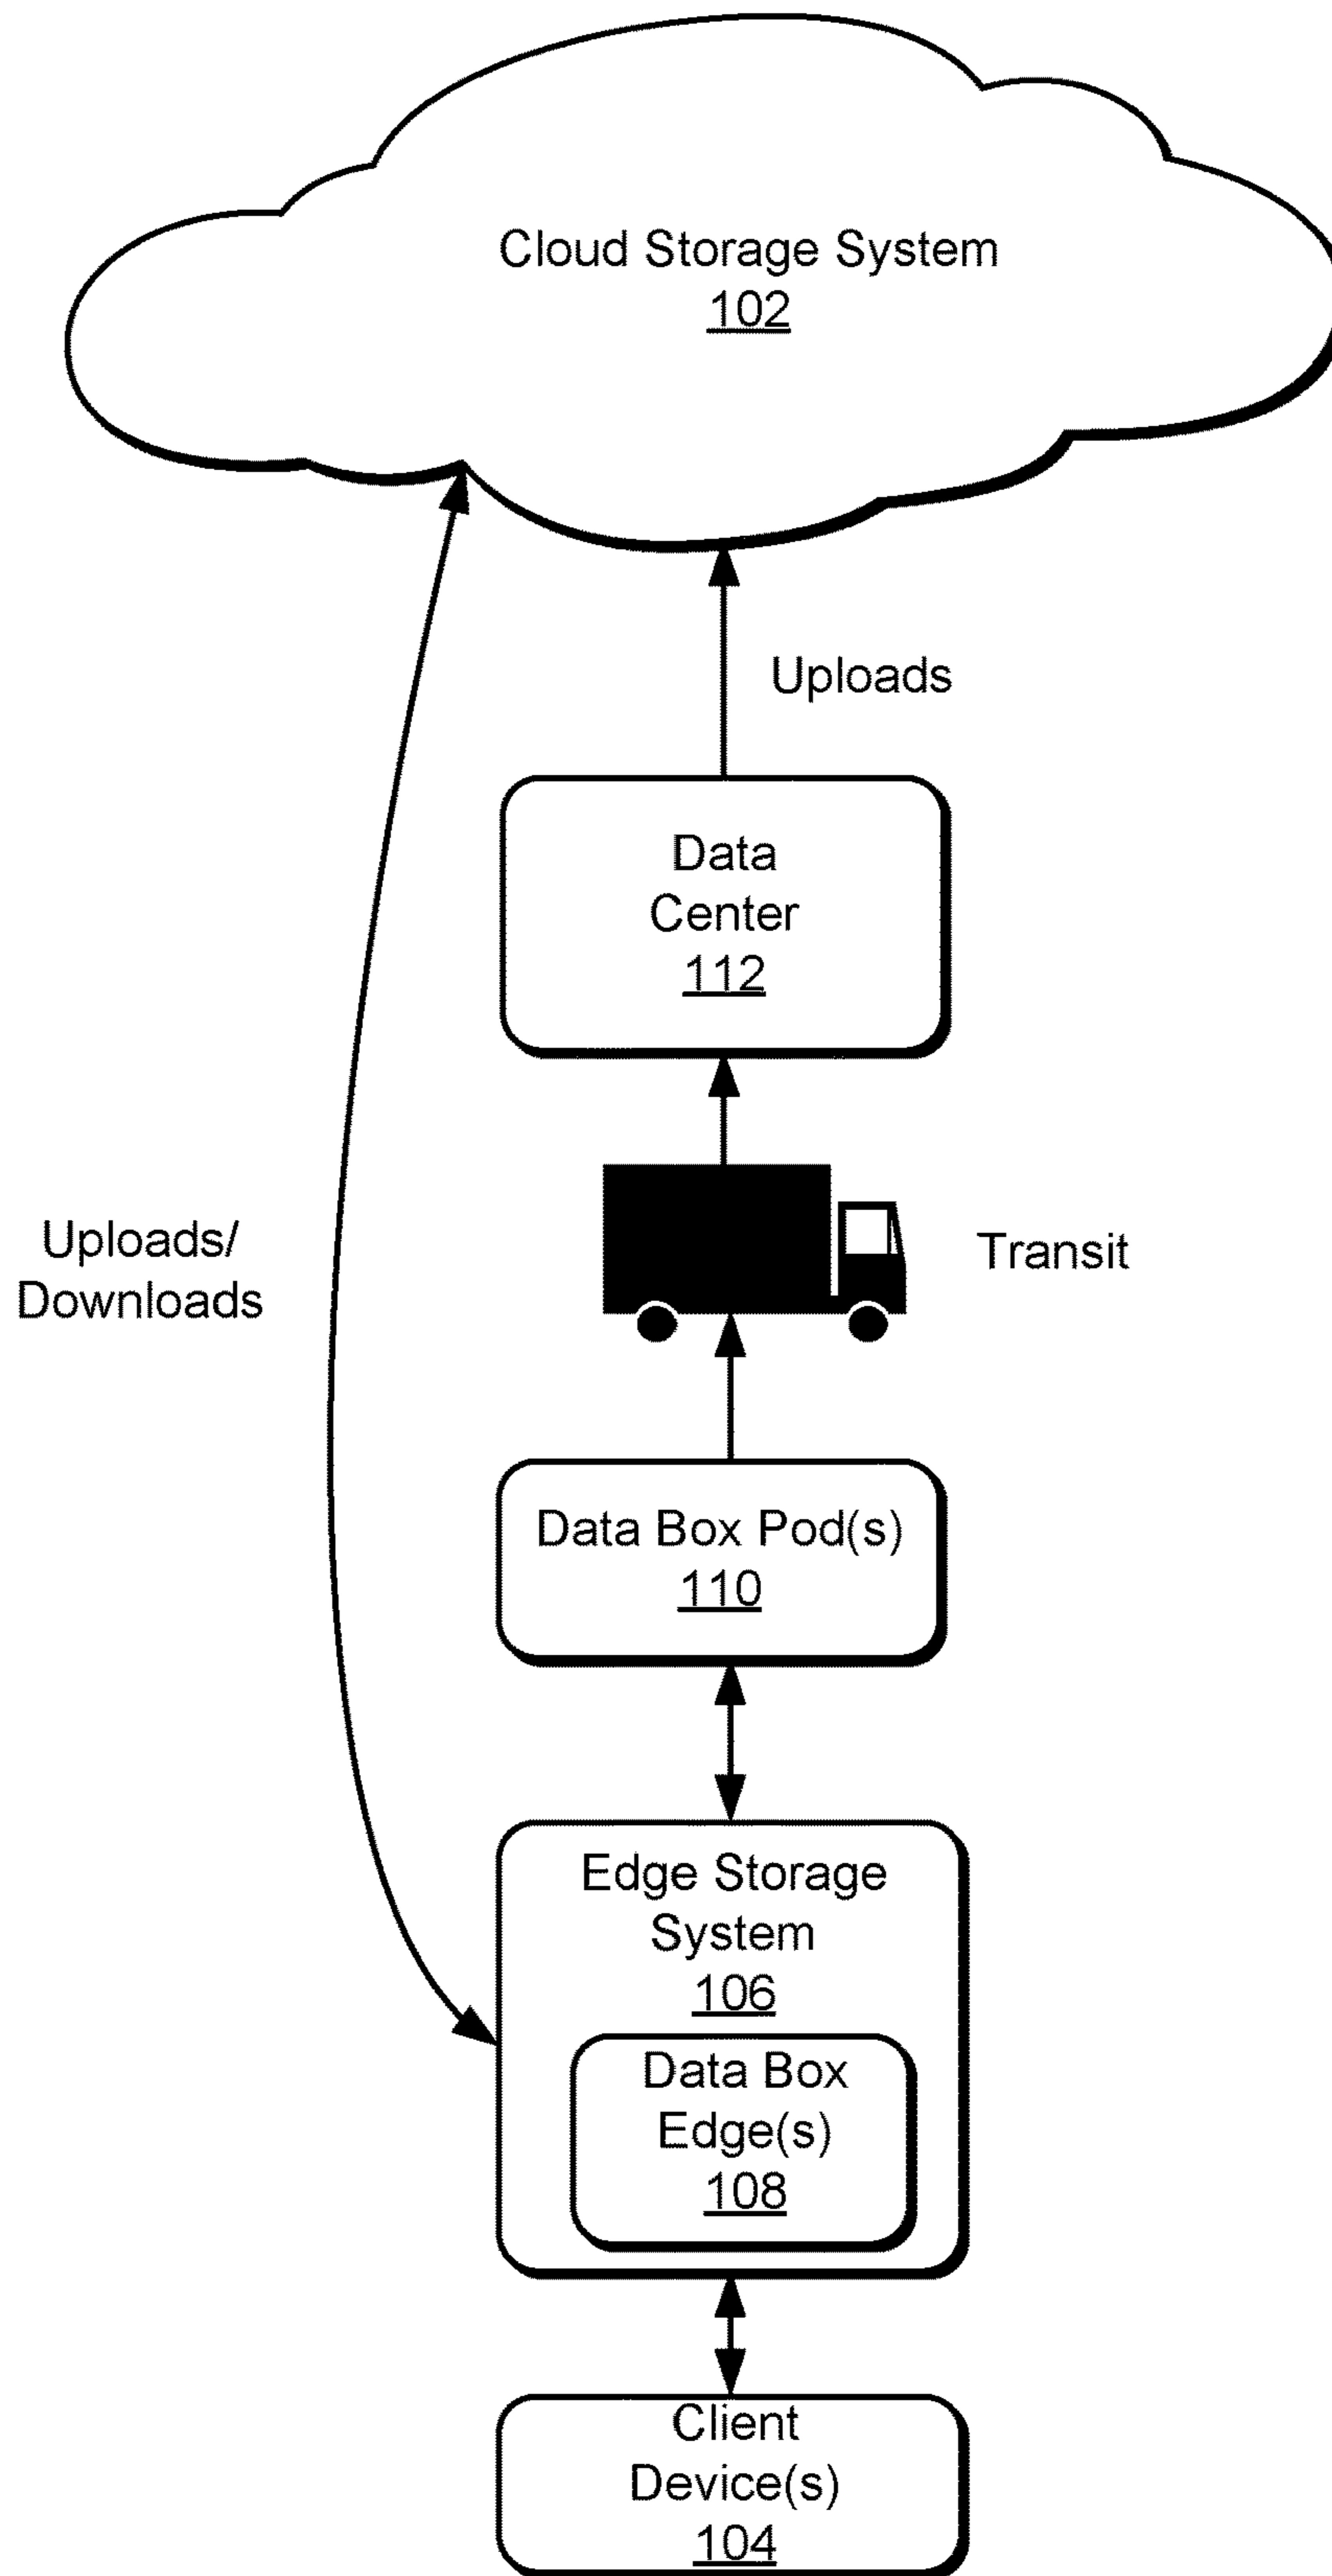 Cloud Storage System
102
Uploads
Data
Center
112
Uploads/
Downloads
Transit
Data Box Pod(s)
110
Edge Storage
System
106
Data Box
Edge(s)
108
Client
Device(s)
104